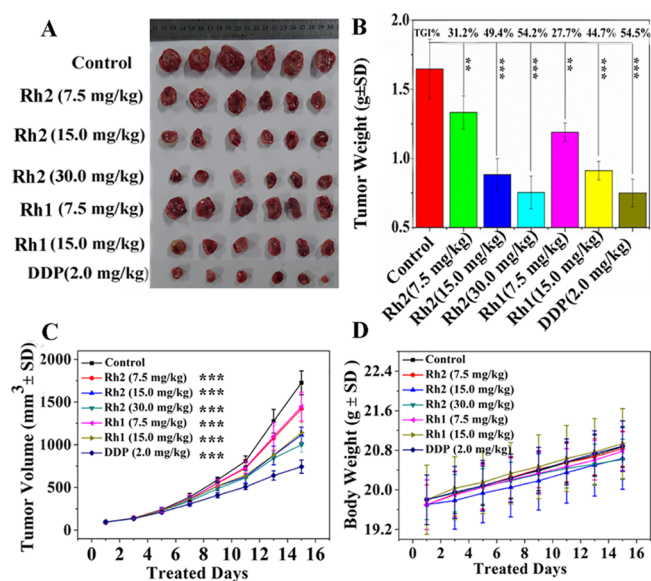 A
Control
Rh2 (7.5 mg/kg)
Rh2 (15.0 mg/kg)
Rh2 (30.0 mg/kg)
Rh1 (7.5 mg/kg)
Rh1 (15.0 mg/kg)
DDP(2.0 mg/kg)
B
Tumor Weight (g±SD)
2.0
1.5
1.0
0.5
TGI% 31.2% 49.4% 54.2% 27.7% 44.7% 54.5%
** *** *** ** *** ***
Control
Rh2(7.5 mg/kg)
Rh2(15.0 mg/kg)
Rh2(30.0 mg/kg)
Rh1(7.5 mg/kg)
Rh1(15.0 mg/kg)
DDP(2.0 mg/kg)
C
Tumor Volume (mm3 ± SD)
2000
1500
1000
500
0
Control
Rh2 (7.5 mg/kg) ***
Rh2 (15.0 mg/kg) ***
Rh2 (30.0 mg/kg) ***
Rh1 (7.5 mg/kg) ***
Rh1 (15.0 mg/kg) ***
DDP (2.0 mg/kg) ***
0 2 4 6 8 10 12 14 16
Treated Days
D
Body Weight (g ± SD )
21.6
20.8
20.0
19.2
Control
Rh2 (7.5 mg/kg)
Rh2 (15.0 mg/kg)
Rh2 (30.0 mg/kg)
Rh1 (7.5 mg/kg)
Rh1 (15.0 mg/kg)
DDP (2.0 mg/kg)
0 2 4 6 8 10 12 14 16
Treated Days